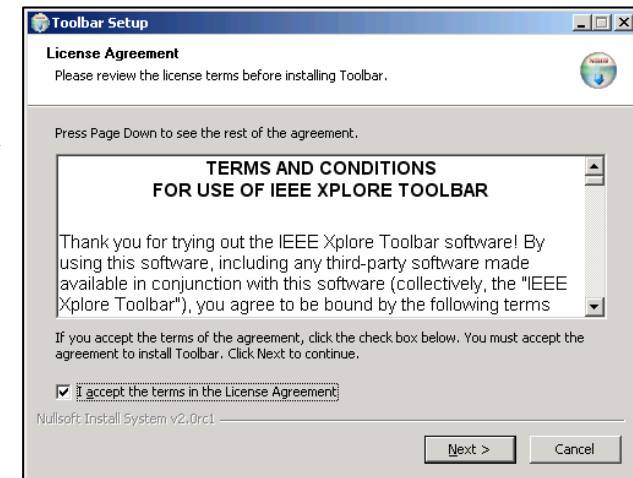 Toolbar Setup
License Agreement
Please review the license terms before installing Toolbar.
Press Page Down to see the rest of the agreement.
TERMS AND CONDITIONS
FOR USE OF IEEE XPLORE TOOLBAR
Thank you for trying out the IEEE Xplore Toolbar software! By
using this software, including any third-party software made
available in conjunction with this software (collectively, the "IEEE
Xplore Toolbar"), you agree to be bound by the following terms
If you accept the terms of the agreement, click the check box below. You must accept the
agreement to install Toolbar. Click Next to continue.
I accept the terms in the License Agreement
Nullsoft Install System v2.0rc1
Next >
Cancel